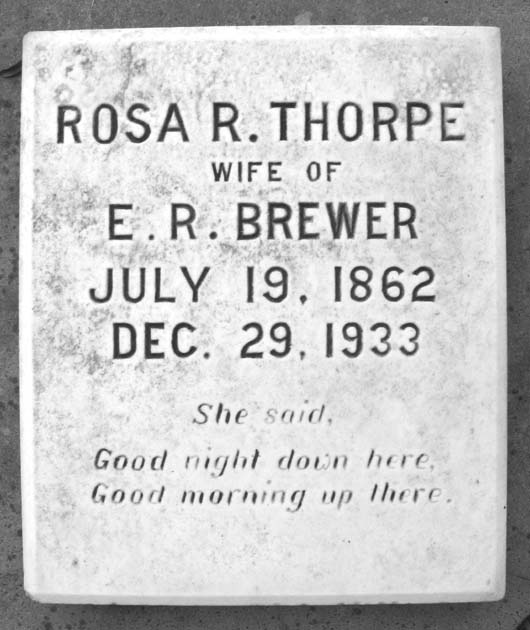 ROSA R. THORPE
WIFE OF
E. R. BREWER
JULY 19, 1862
DEC. 29, 1933
She said,
Good night down here,
Good morning up there.